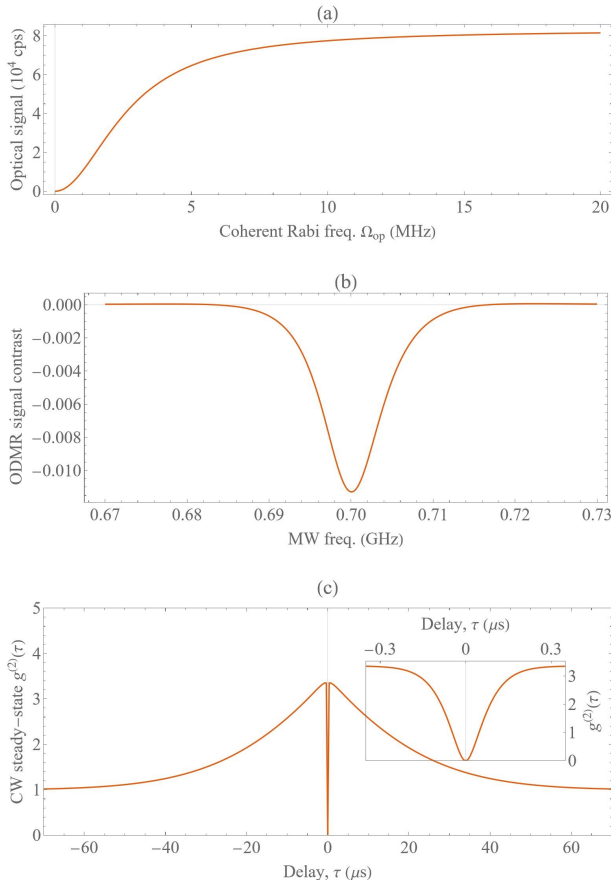 (a)
8
6
4
2
0
Optical signal (10⁴ cps)
0 5 10 15 20
Coherent Rabi freq. Ωop (MHz)
(b)
0.000
−0.002
−0.004
−0.006
−0.008
−0.010
ODMR signal contrast
0.67 0.68 0.69 0.70 0.71 0.72 0.73
MW freq. (GHz)
(c)
5
4
3
2
1
0
CW steady−state g⁽²⁾(τ)
−60 −40 −20 0 20 40 60
Delay, τ (μs)
Delay, τ (μs)
−0.3 0 0.3
3
2
1
0
g⁽²⁾(τ)